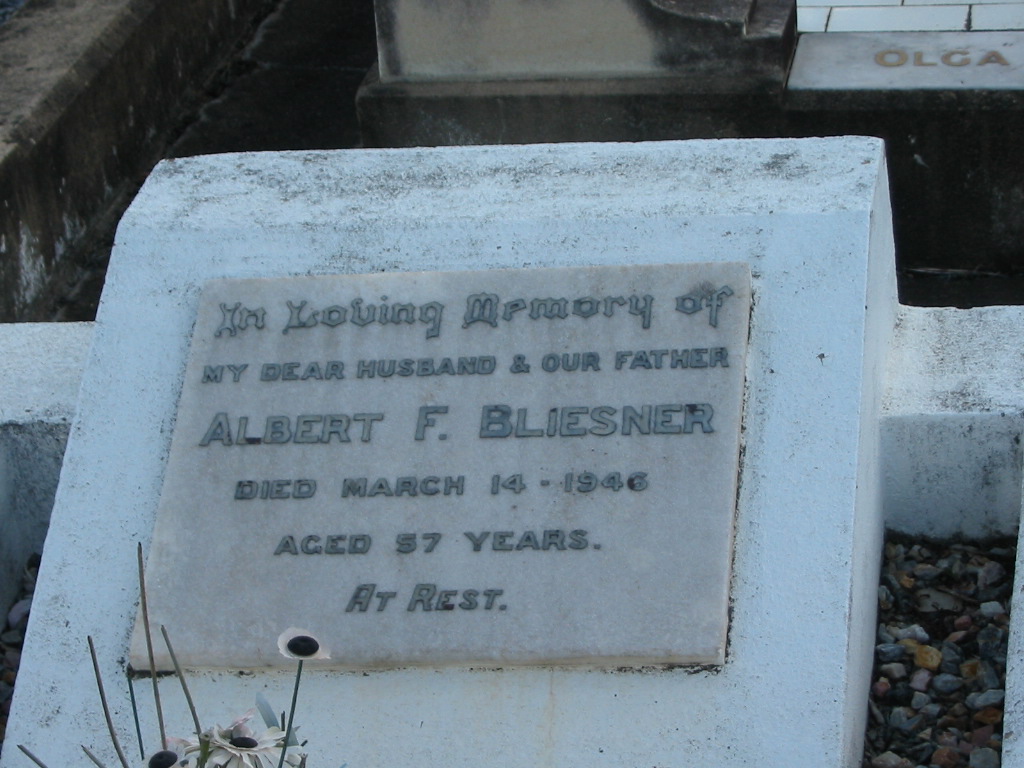 OLGA
In Loving Memory of
MY DEAR HUSBAND & OUR FATHER
ALBERT F. BLIESNER
DIED MARCH 14 - 1946
AGED 57 YEARS.
AT REST.